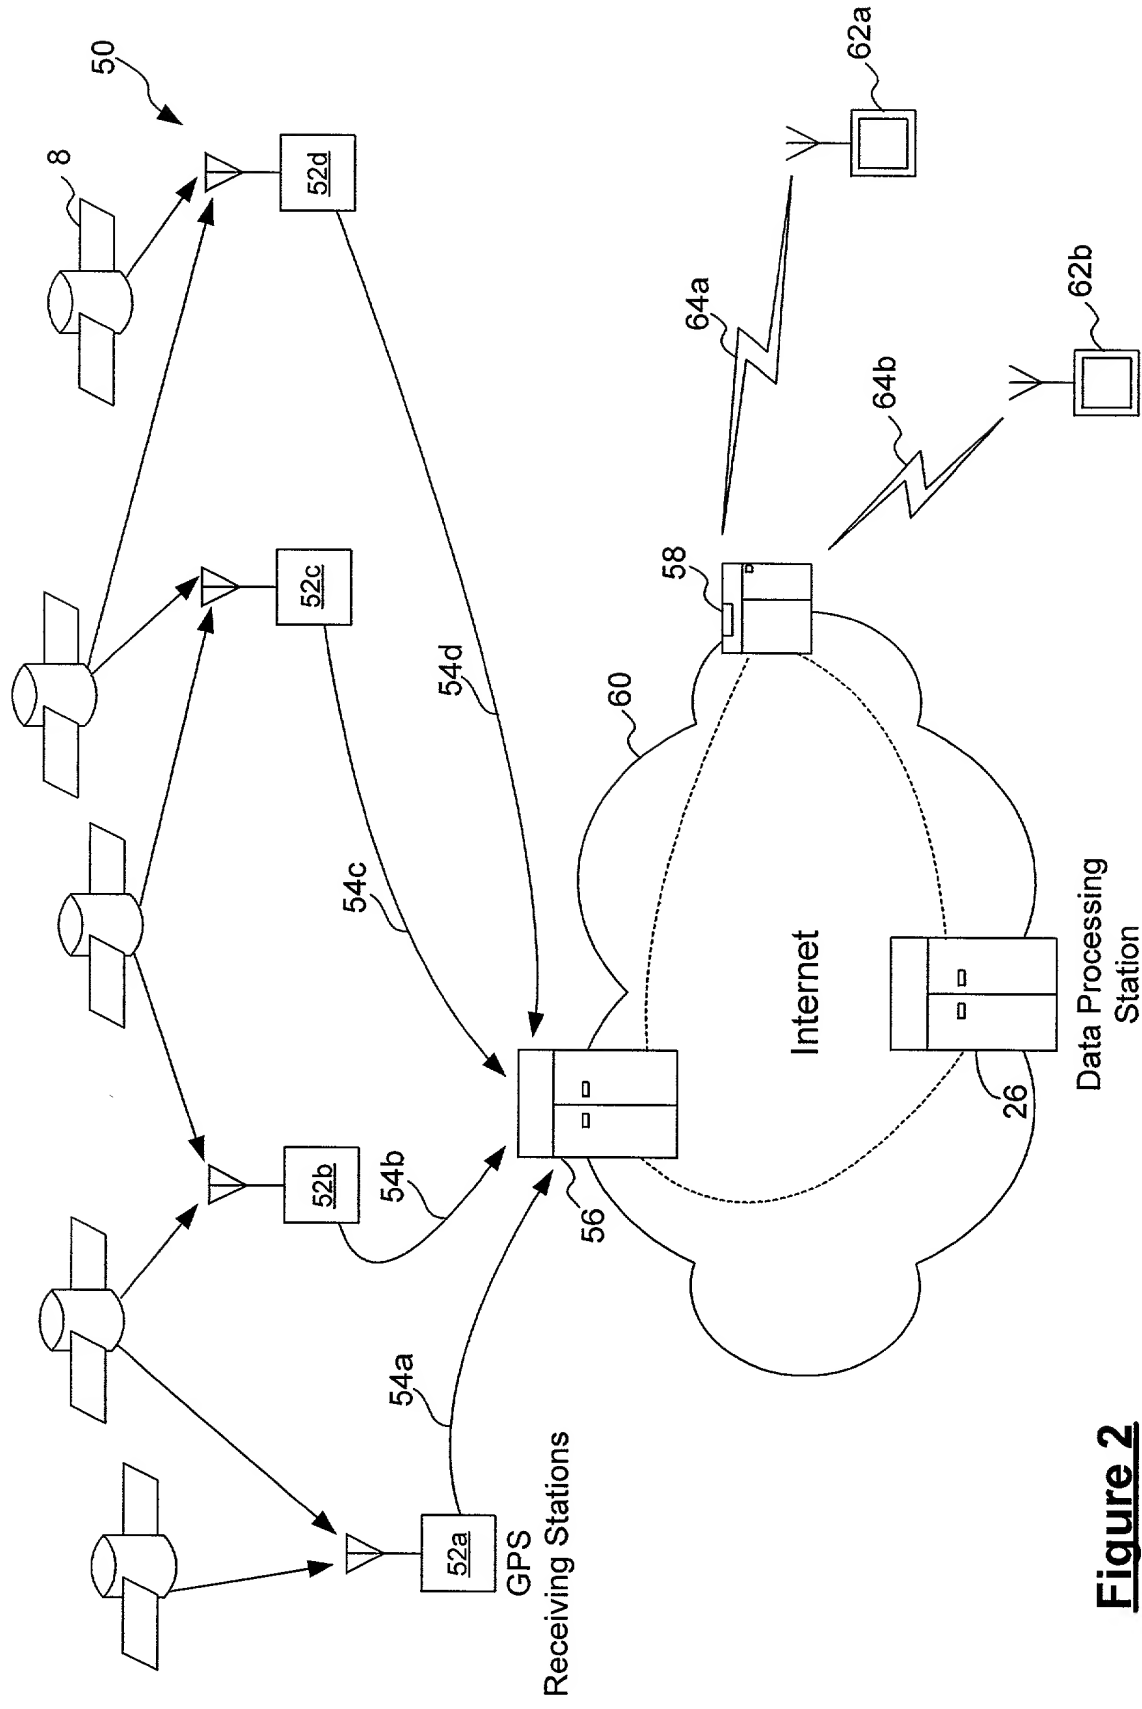 50
8
52d
52c
52b
52a
GPS
Receiving Stations
54a
54b
54c
54d
56
58
60
62a
62b
64a
64b
Internet
26
Data Processing
Station
Figure 2